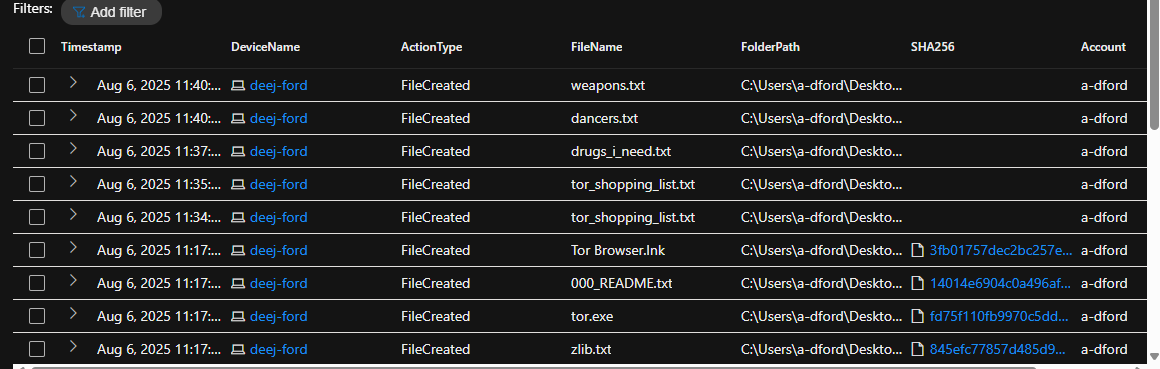 Filters: Add filter
Timestamp DeviceName ActionType FileName FolderPath SHA256 Account
Aug 6, 2025 11:40:... deej-ford FileCreated weapons.txt C:\Users\a-dford\Deskto... a-dford
Aug 6, 2025 11:40:... deej-ford FileCreated dancers.txt C:\Users\a-dford\Deskto... a-dford
Aug 6, 2025 11:37:... deej-ford FileCreated drugs_i_need.txt C:\Users\a-dford\Deskto... a-dford
Aug 6, 2025 11:35:... deej-ford FileCreated tor_shopping_list.txt C:\Users\a-dford\Deskto... a-dford
Aug 6, 2025 11:34:... deej-ford FileCreated tor_shopping_list.txt C:\Users\a-dford\Deskto... a-dford
Aug 6, 2025 11:17:... deej-ford FileCreated Tor Browser.lnk C:\Users\a-dford\Deskto... 3fb01757dec2bc257e... a-dford
Aug 6, 2025 11:17:... deej-ford FileCreated 000_README.txt C:\Users\a-dford\Deskto... 14014e6904c0a496af... a-dford
Aug 6, 2025 11:17:... deej-ford FileCreated tor.exe C:\Users\a-dford\Deskto... fd75f110fb9970c5dd... a-dford
Aug 6, 2025 11:17:... deej-ford FileCreated zlib.txt C:\Users\a-dford\Deskto... 845efc77857d485d9... a-dford